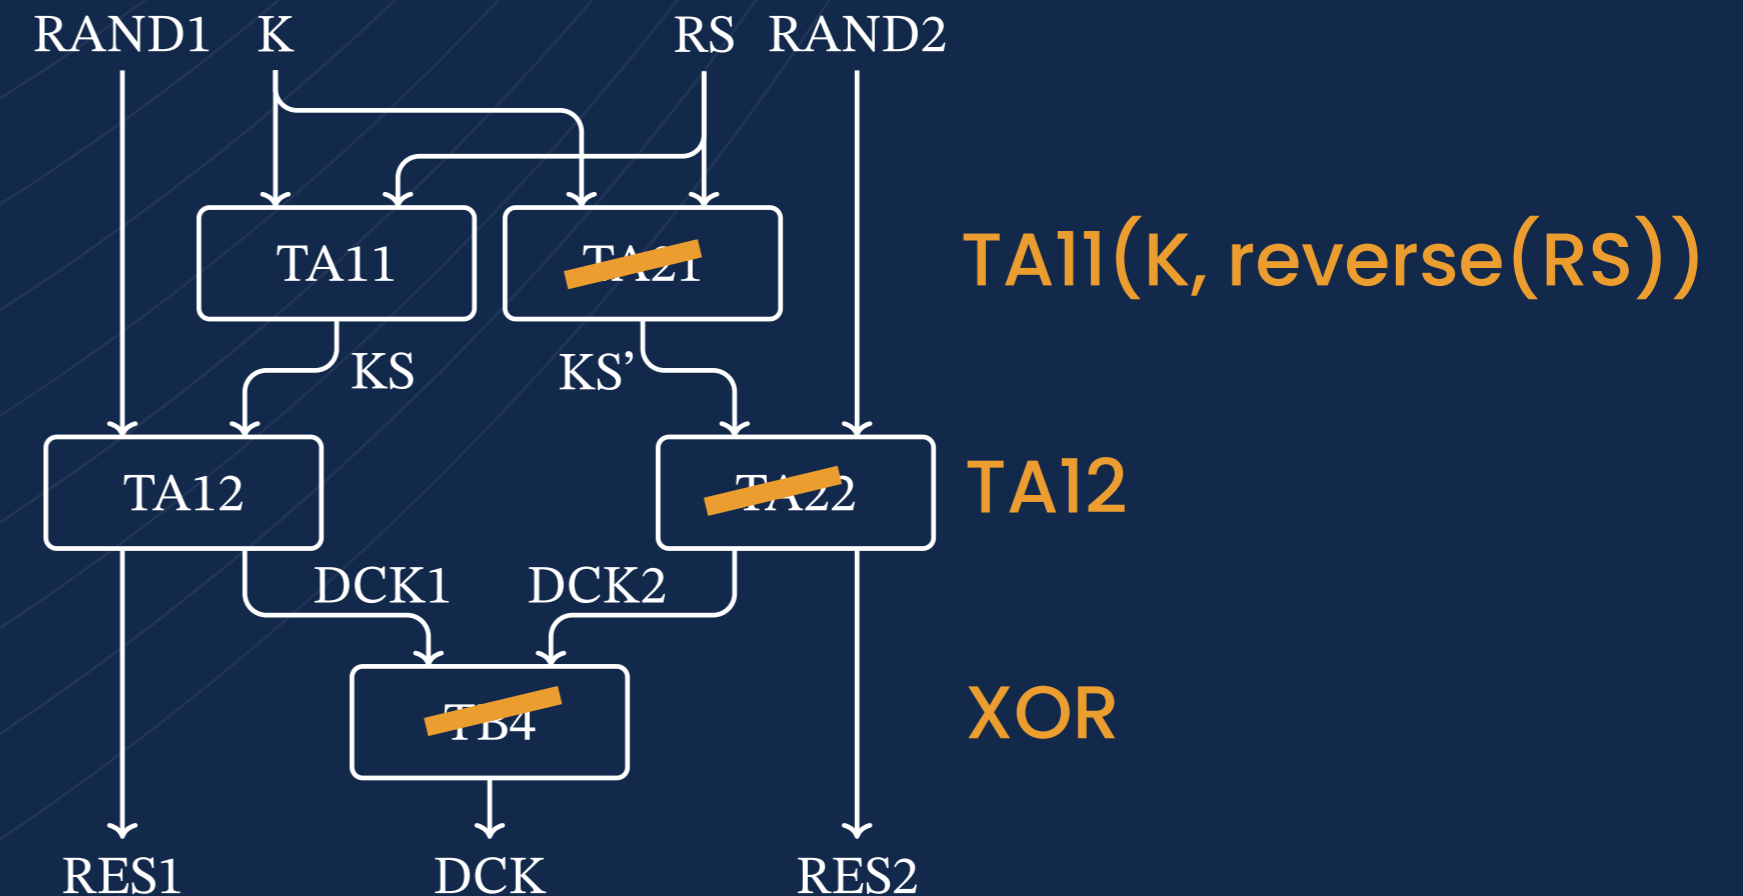 RAND1 K RS RAND2
TA11 TA21 TA11(K, reverse(RS))
KS KS’
TA12 TA22 TA12
DCK1 DCK2
TB4 XOR
RES1 DCK RES2